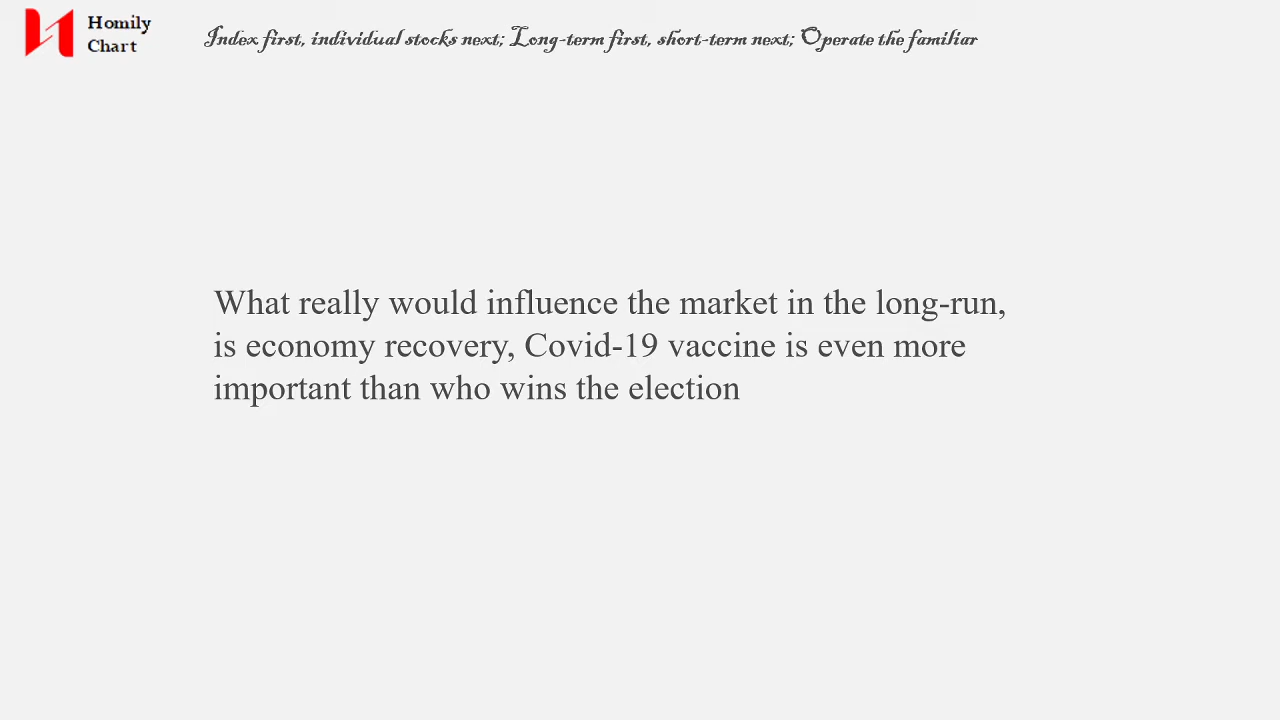 Homily
Chart
Index first, individual stocks next; Long-term first, short-term next; Operate the familiar
What really would influence the market in the long-run,
is economy recovery, Covid-19 vaccine is even more
important than who wins the election